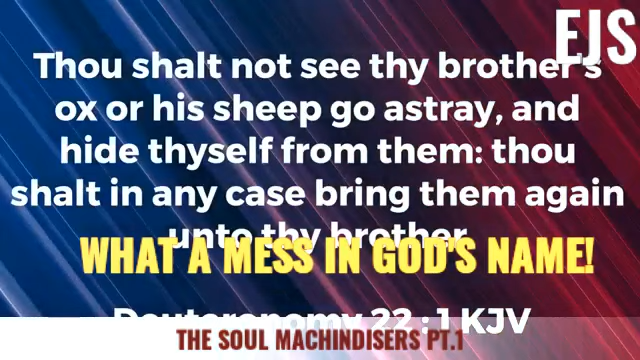 EJS
Thou shalt not see thy brother's
ox or his sheep go astray, and
hide thyself from them: thou
shalt in any case bring them again
unto thy brother.
WHAT A MESS IN GOD'S NAME!
Deuteronomy 22 : 1 KJV
THE SOUL MACHINDISERS PT.1